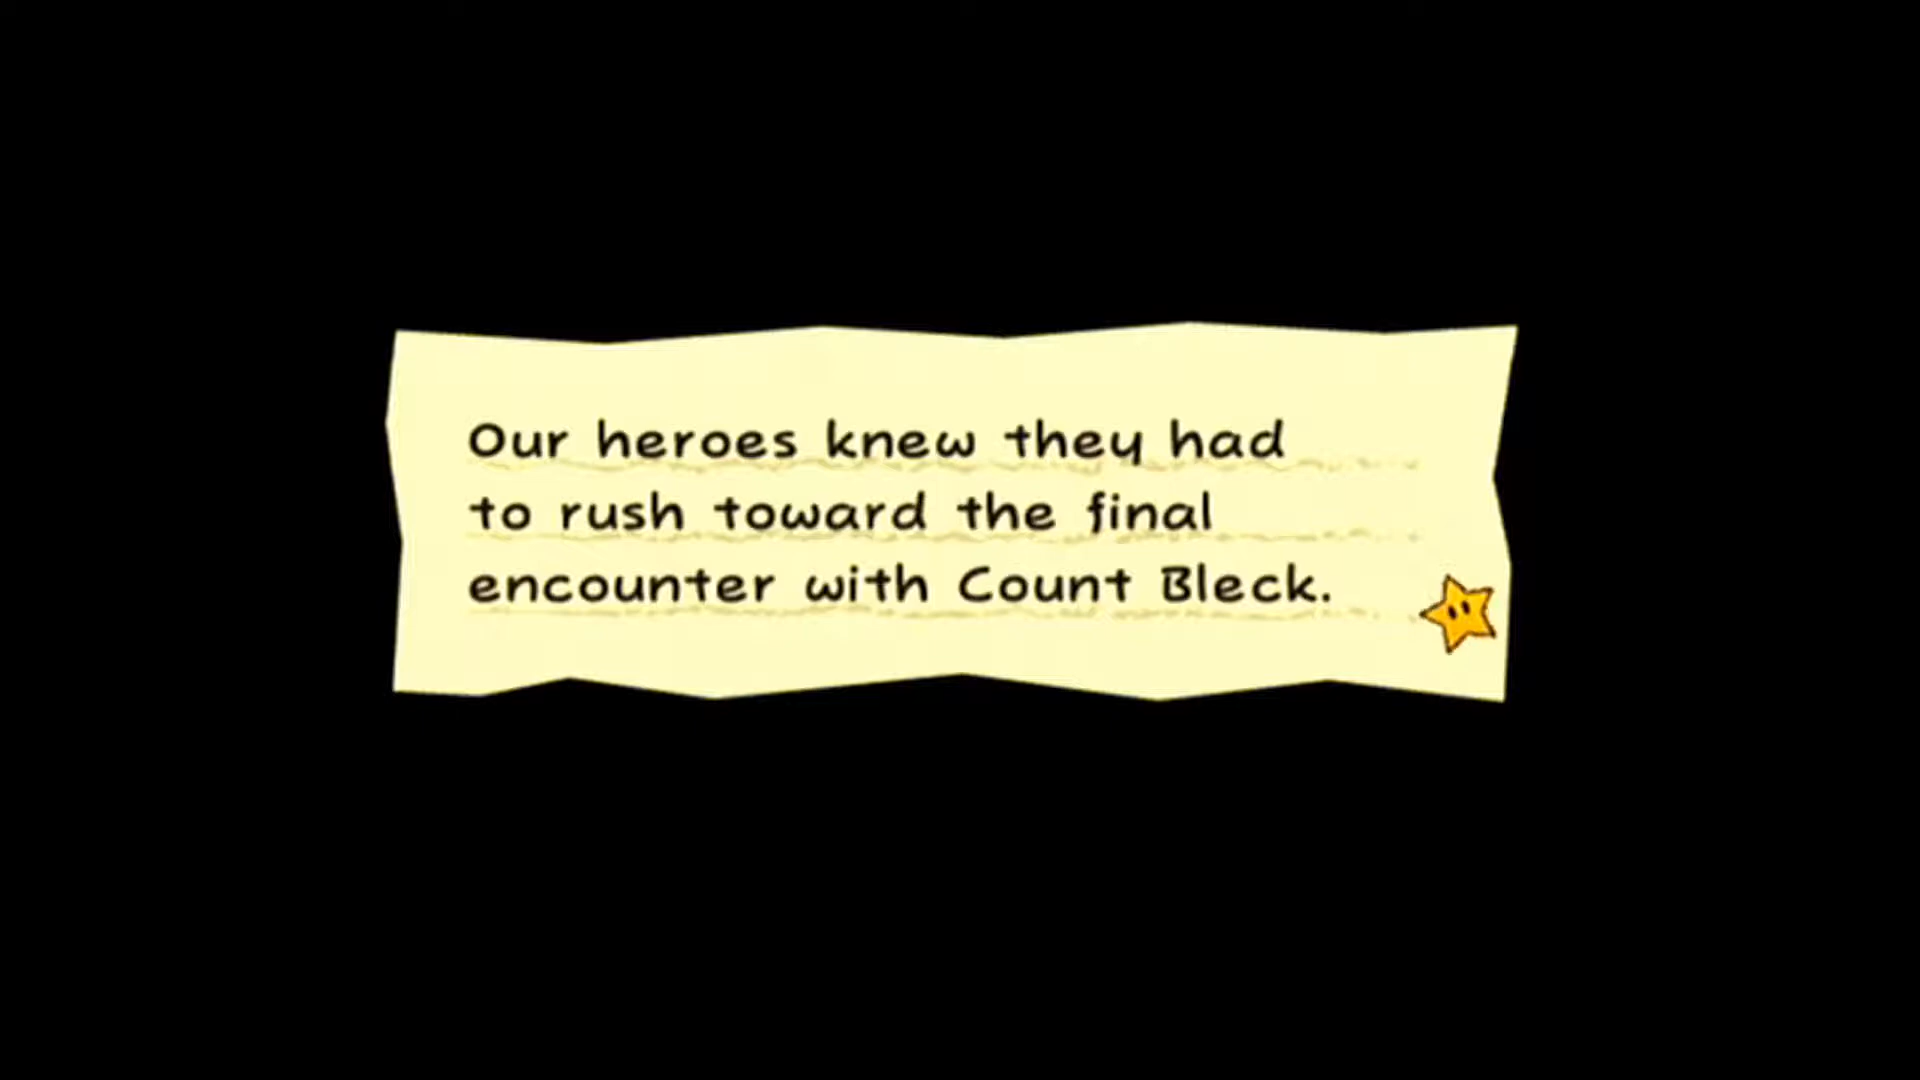 Our heroes knew they had
to rush toward the final
encounter with Count Bleck.